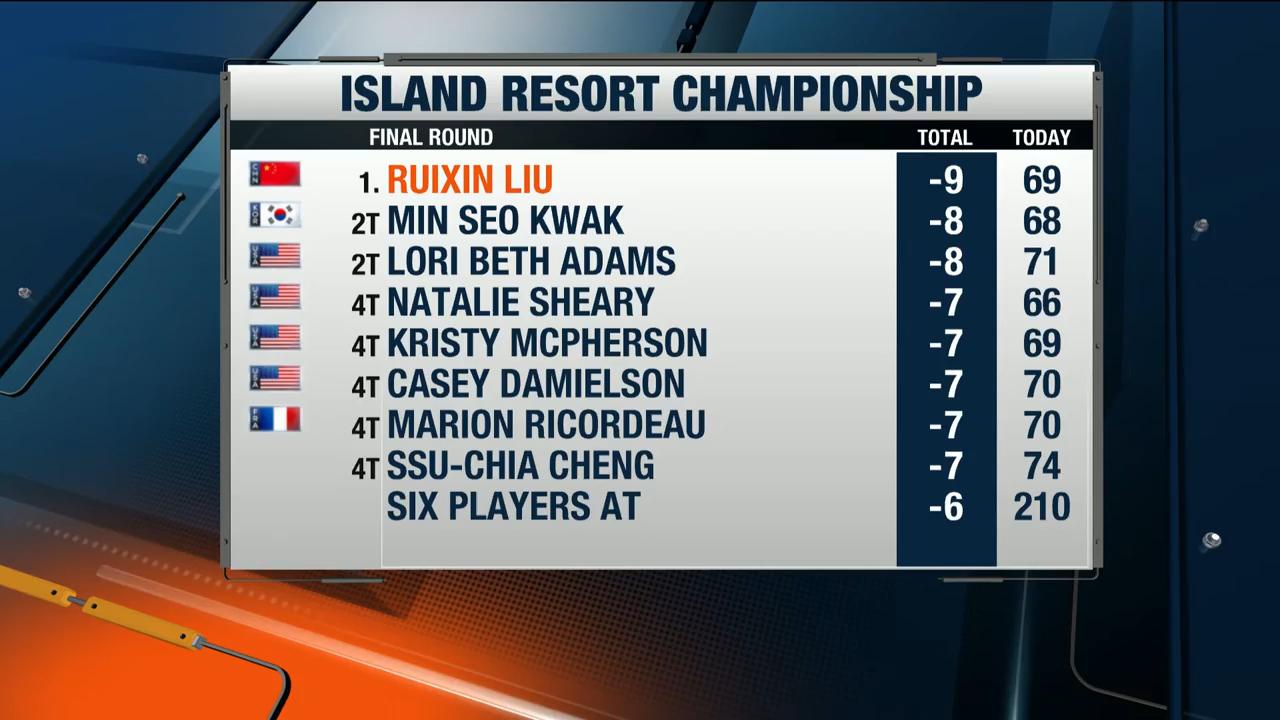 ISLAND RESORT CHAMPIONSHIP
FINAL ROUND TOTAL TODAY
CHN 1. RUIXIN LIU -9 69
KOR 2T MIN SEO KWAK -8 68
USA 2T LORI BETH ADAMS -8 71
USA 4T NATALIE SHEARY -7 66
USA 4T KRISTY MCPHERSON -7 69
USA 4T CASEY DAMIELSON -7 70
FRA 4T MARION RICORDEAU -7 70
4T SSU-CHIA CHENG -7 74
SIX PLAYERS AT -6 210